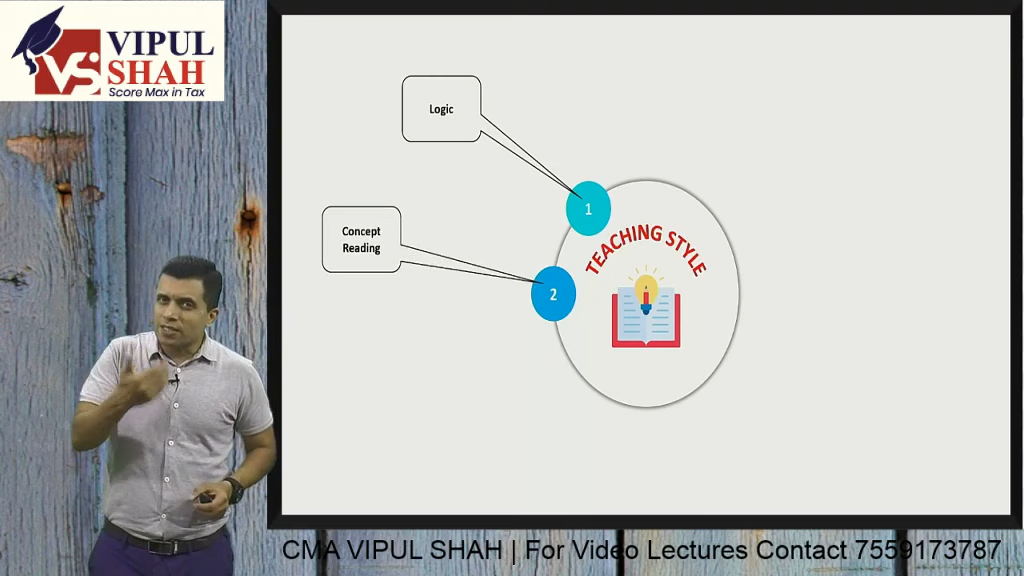 VIPUL
SHAH
VS
Score Max in Tax
Logic
1
Concept
Reading
2
TEACHING STYLE
CMA VIPUL SHAH | For Video Lectures Contact 7559173787